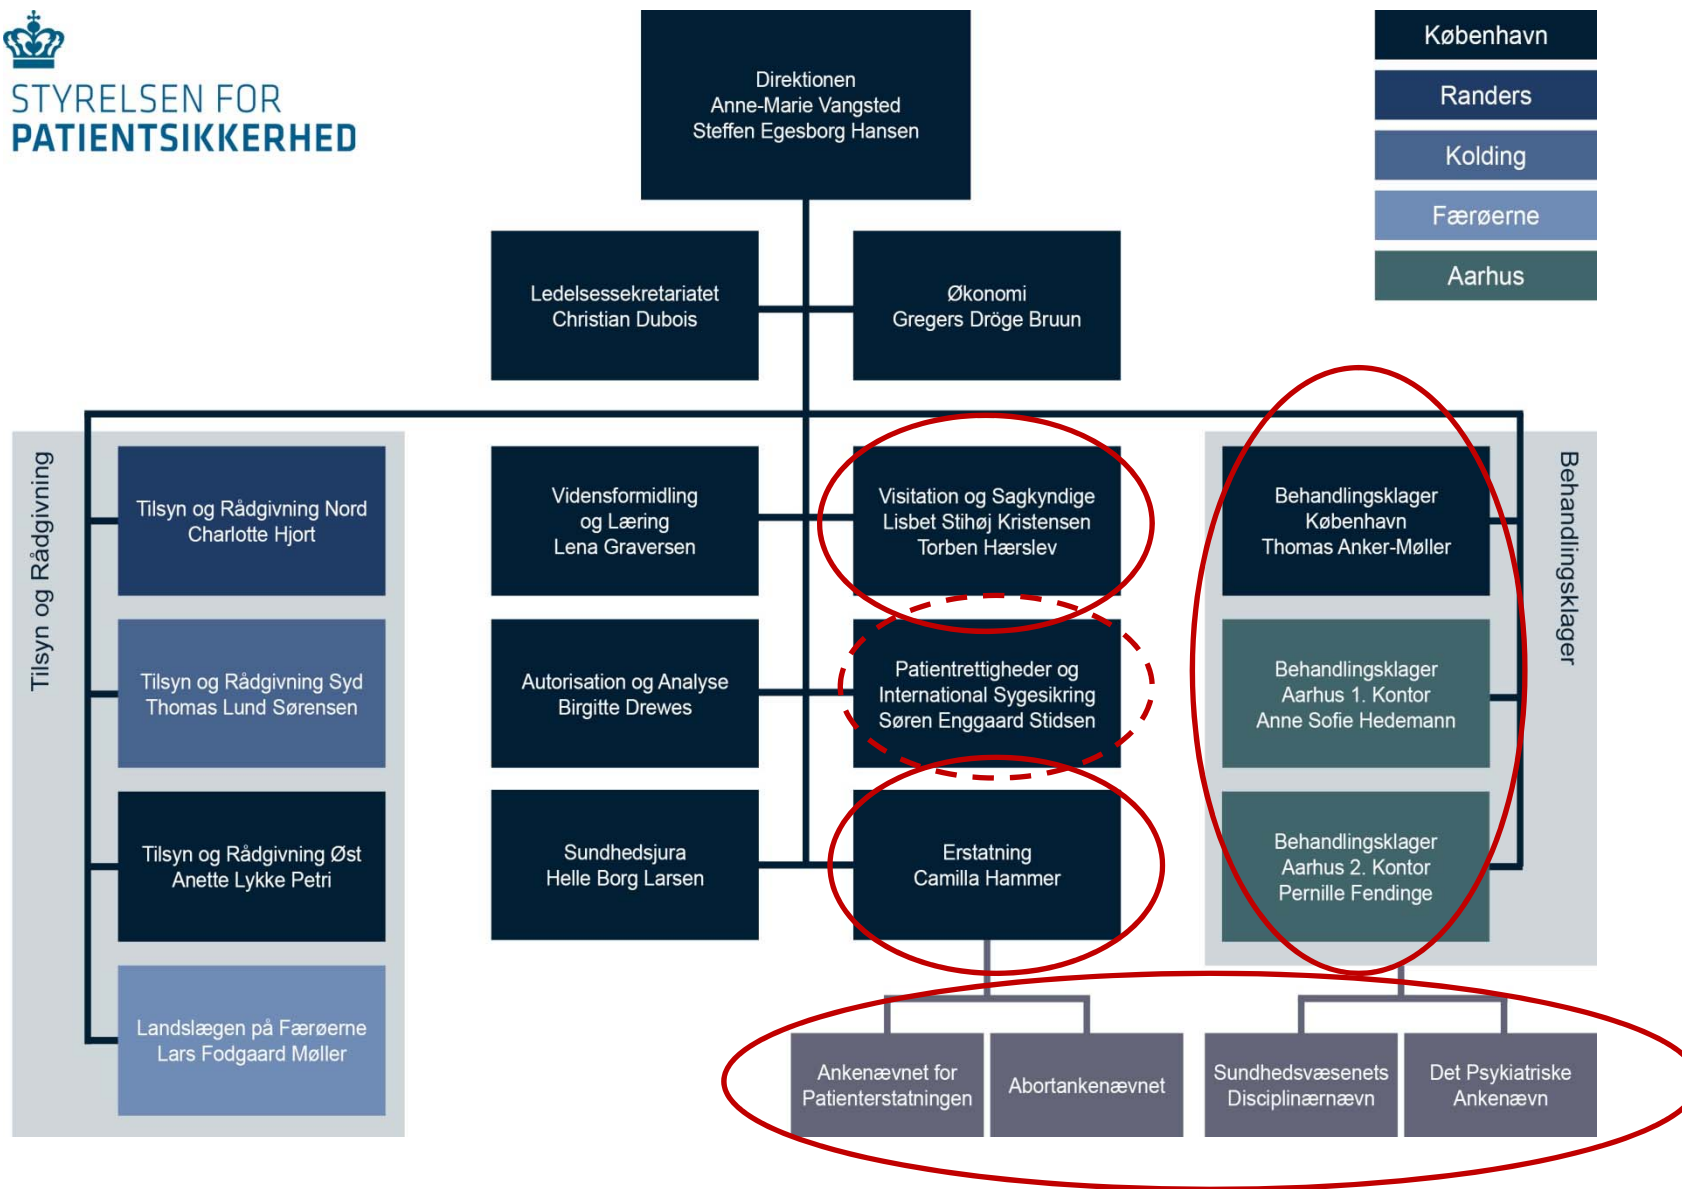 STYRELSEN FOR
PATIENTSIKKERHED
Direktionen
Anne-Marie Vangsted
Steffen Egesborg Hansen
København
Randers
Kolding
Færøerne
Aarhus
Ledelsessekretariatet
Christian Dubois
Økonomi
Gregers Dröge Bruun
Tilsyn og Rådgivning
Tilsyn og Rådgivning Nord
Charlotte Hjort
Tilsyn og Rådgivning Syd
Thomas Lund Sørensen
Tilsyn og Rådgivning Øst
Anette Lykke Petri
Landslægen på Færøerne
Lars Fodgaard Møller
Vidensformidling
og Læring
Lena Graversen
Autorisation og Analyse
Birgitte Drewes
Sundhedsjura
Helle Borg Larsen
Visitation og Sagkyndige
Lisbet Stihøj Kristensen
Torben Hærslev
Patientrettigheder og
International Sygesikring
Søren Enggaard Stidsen
Erstatning
Camilla Hammer
Behandlingsklager
København
Thomas Anker-Møller
Behandlingsklager
Aarhus 1. Kontor
Anne Sofie Hedemann
Behandlingsklager
Aarhus 2. Kontor
Pernille Fendinge
Behandlingsklager
Ankenævnet for
Patienterstatningen
Abortankenævnet
Sundhedsvæsenets
Disciplinærnævn
Det Psykiatriske
Ankenævn